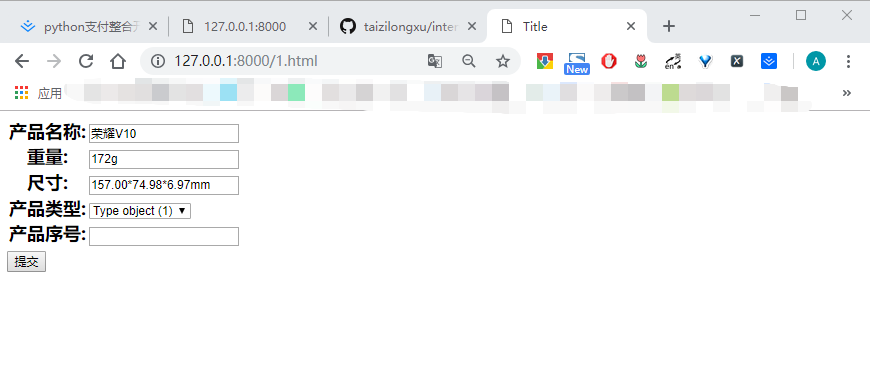 python支付整合开
127.0.0.1:8000
taizilongxu/inter
Title
127.0.0.1:8000/1.html
New
en
A
应用
产品名称: 荣耀V10
重量: 172g
尺寸: 157.00*74.98*6.97mm
产品类型: Type object (1)
产品序号:
提交